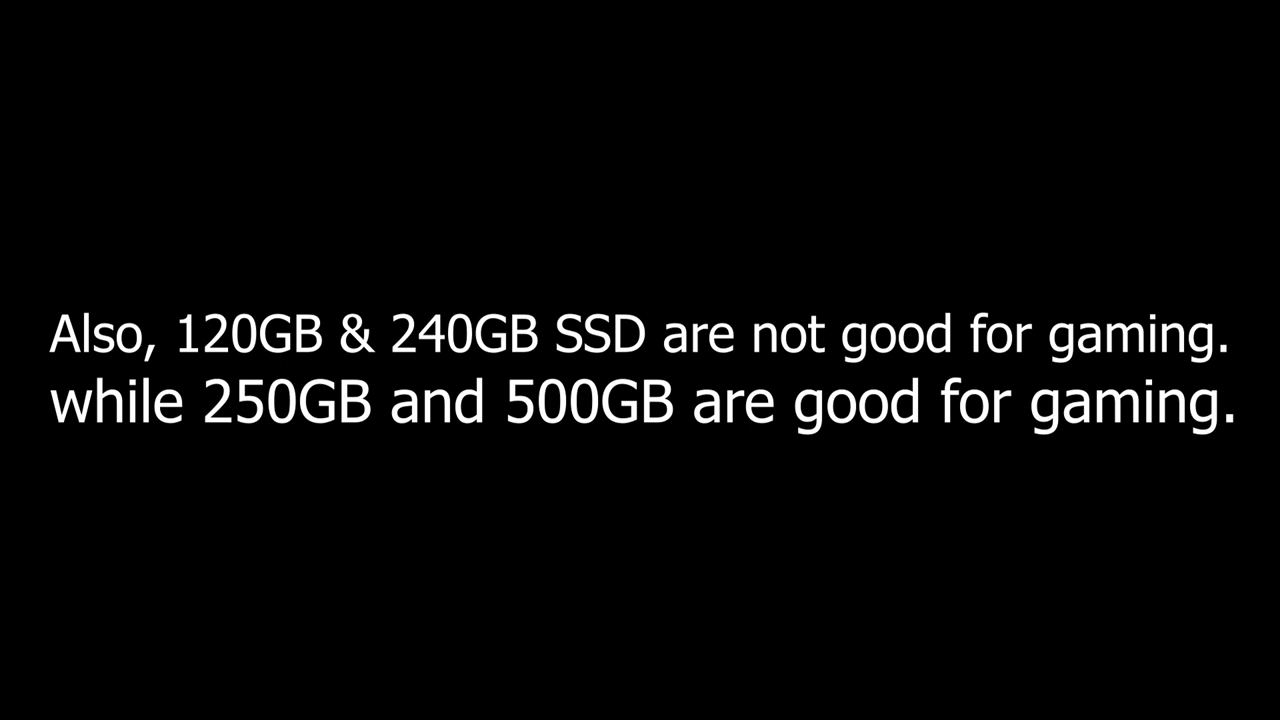 Also, 120GB & 240GB SSD are not good for gaming.
while 250GB and 500GB are good for gaming.